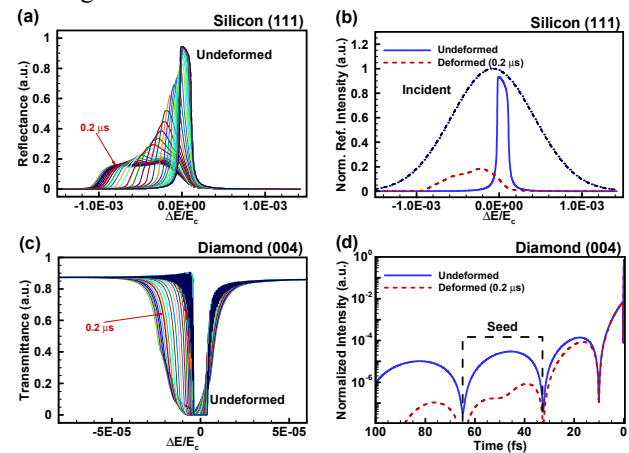 (a) Silicon (111)
Undeformed
0.2 μs
Reflectance (a.u.)
1
0.8
0.6
0.4
0.2
0
-1.0E-03 0.0E+00 1.0E-03
ΔE/E_c
(b) Silicon (111)
Undeformed
Deformed (0.2 μs)
Incident
Norm. Ref. Intensity (a.u.)
1.4
1.2
1
0.8
0.6
0.4
0.2
0
-1.0E-03 0.0E+00 1.0E-03
ΔE/E_c
(c) Diamond (004)
0.2 μs
Undeformed
Transmittance (a.u.)
1
0.8
0.6
0.4
0.2
0
-5E-05 0 5E-05
ΔE/E_c
(d) Diamond (004)
Undeformed
Deformed (0.2 μs)
Seed
Normalized Intensity (a.u.)
10^0
10^-2
10^-4
10^-6
100 80 60 40 20 0
Time (fs)